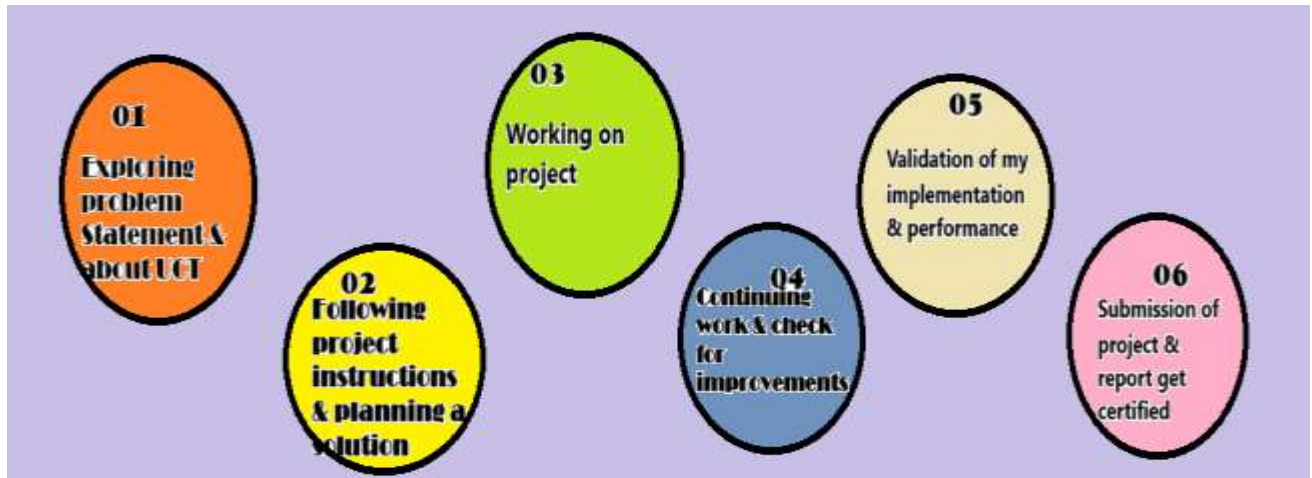 01
Exploring
problem
Statement &
about UCT
02
Following
project
instructions
& planning a
solution
03
Working on
project
04
Continuing
work & check
for
improvements
05
Validation of my
implementation
& performance
06
Submission of
project &
report get
certified